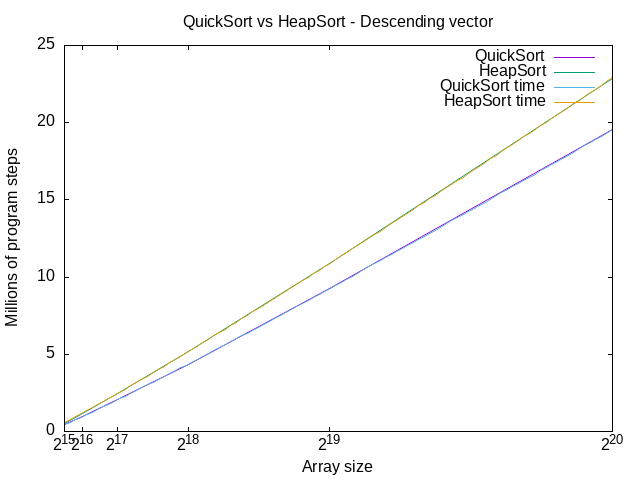 QuickSort vs HeapSort - Descending vector
25
20
15
10
5
0
Millions of program steps
QuickSort
HeapSort
QuickSort time
HeapSort time
2^15 2^16 2^17 2^18 2^19 2^20
Array size